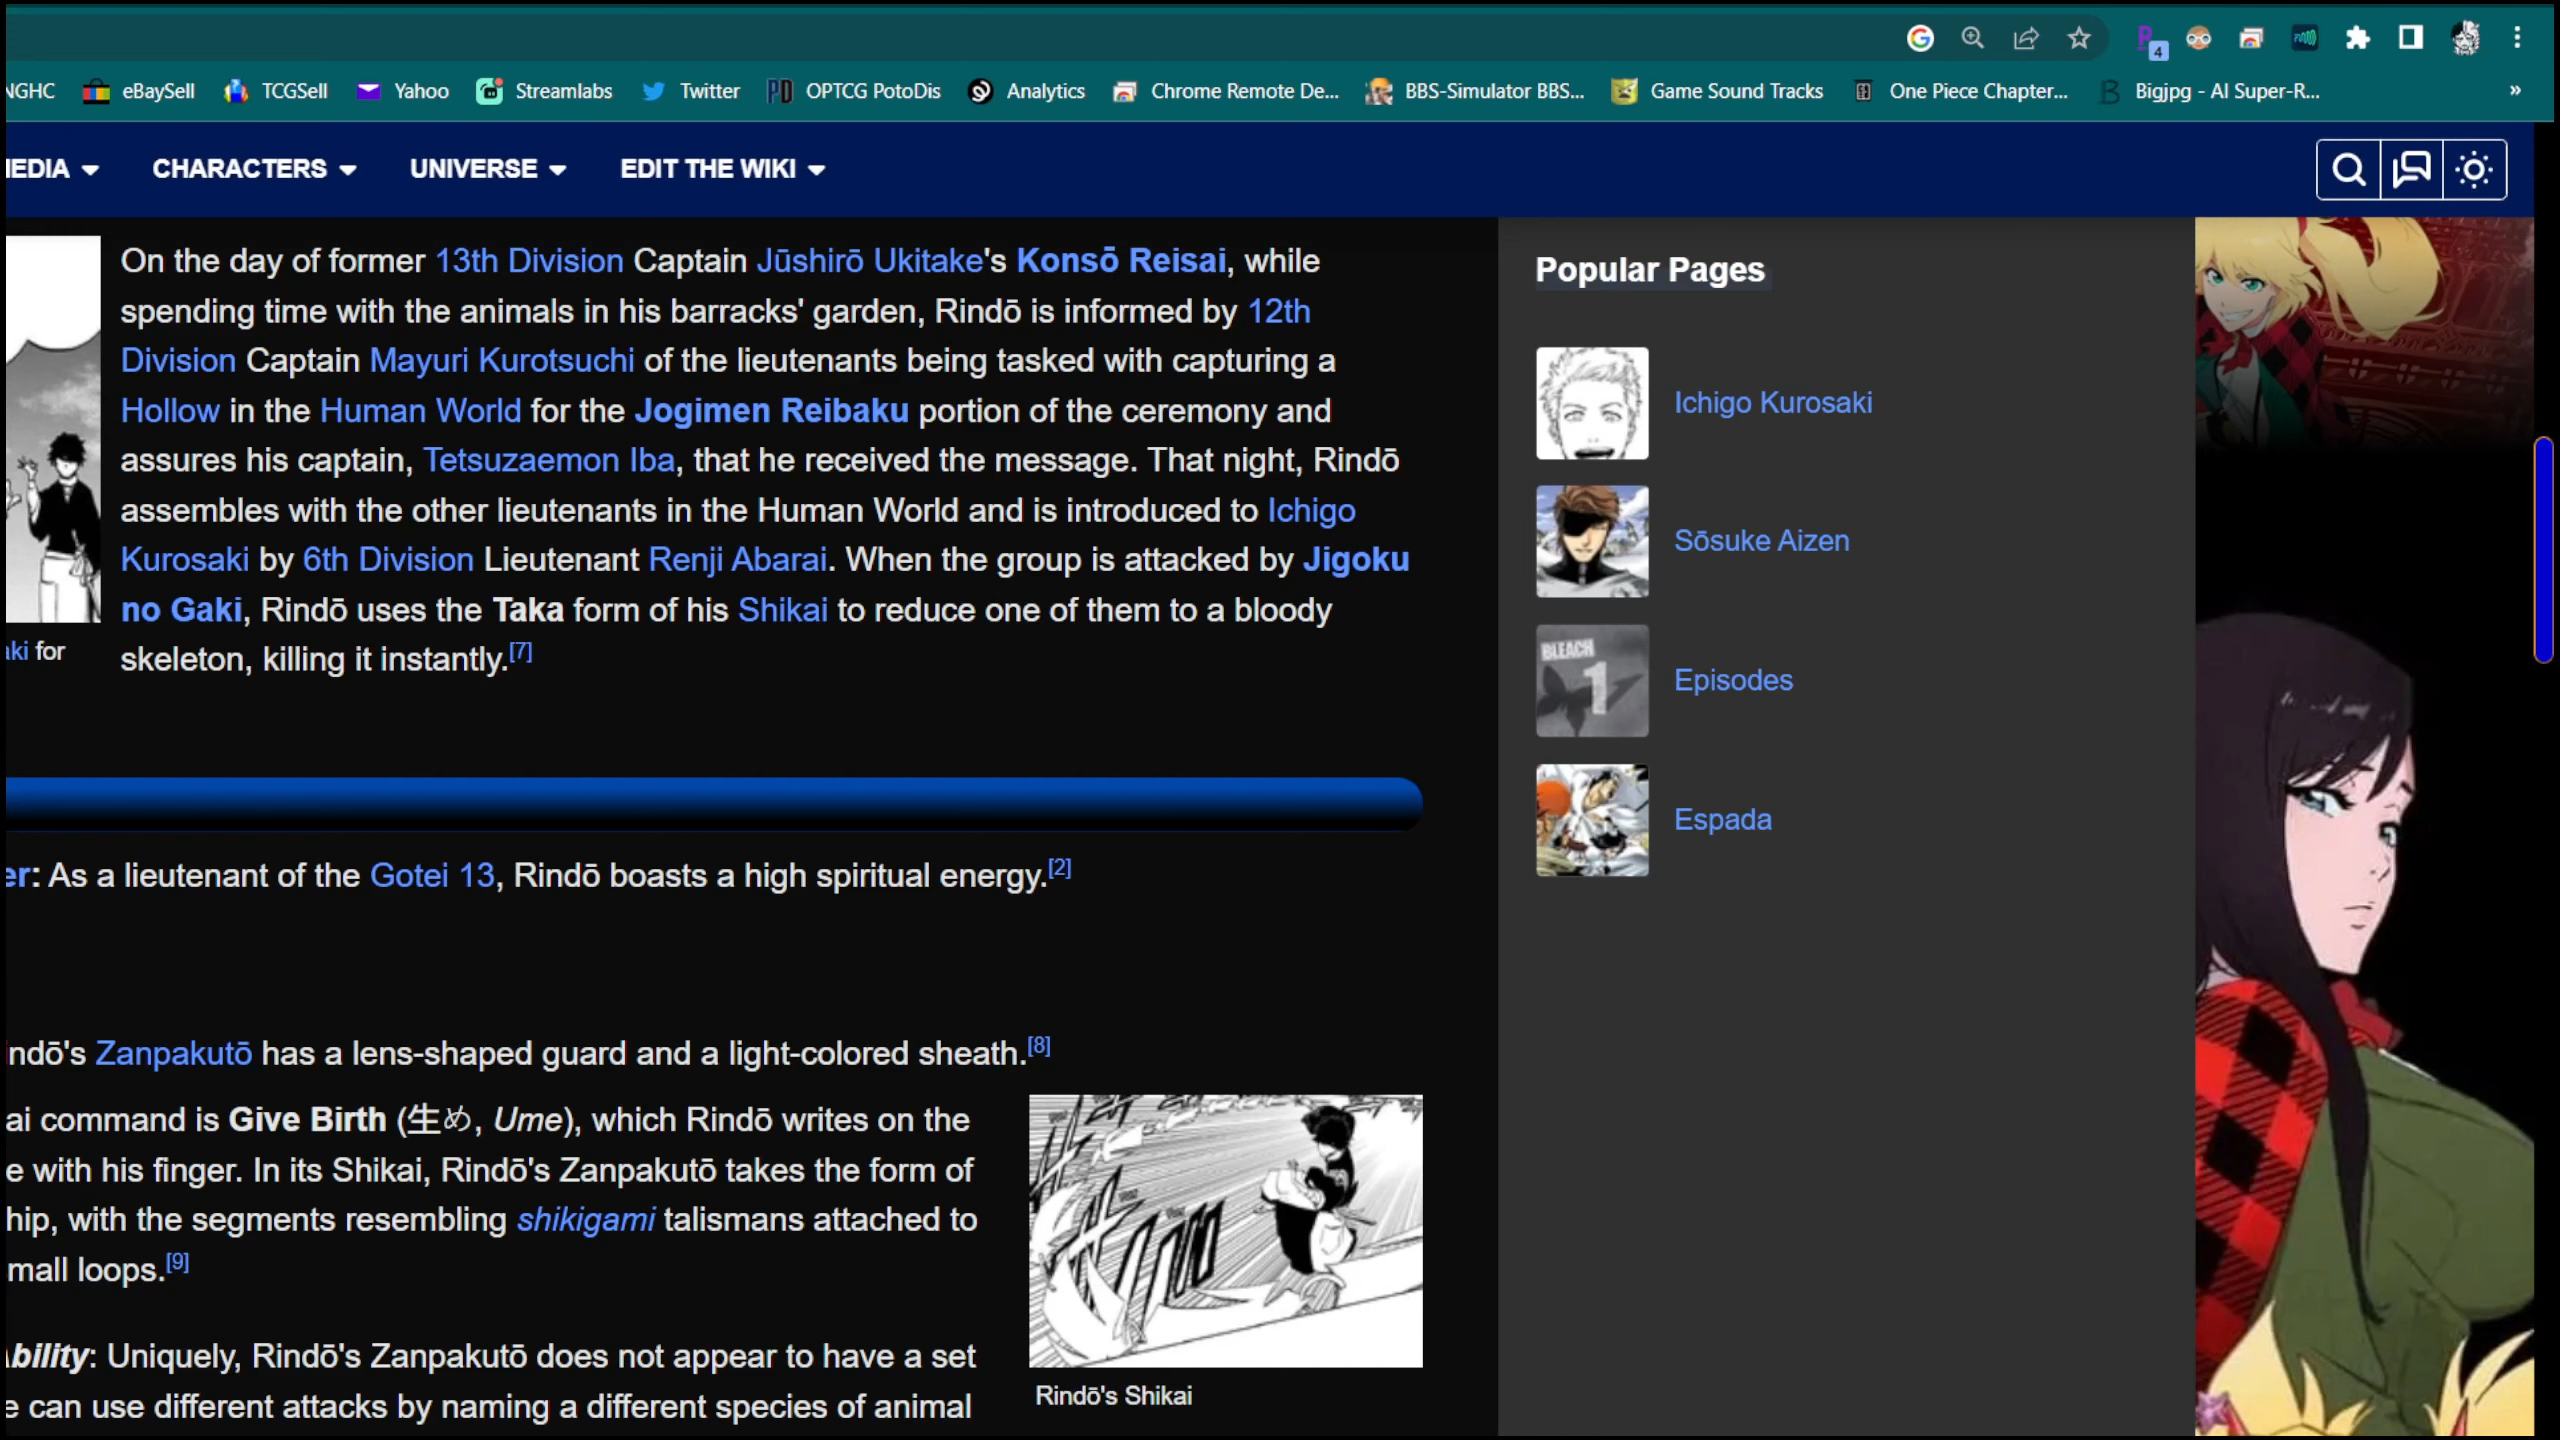 4
NGHC eBaySell TCGSell Yahoo Streamlabs Twitter OPTCG PotoDis Analytics Chrome Remote De... BBS-Simulator BBS... Game Sound Tracks One Piece Chapter... Bigjpg - AI Super-R... »
EDIA CHARACTERS UNIVERSE EDIT THE WIKI
On the day of former 13th Division Captain Jūshirō Ukitake's Konsō Reisai, while
spending time with the animals in his barracks' garden, Rindō is informed by 12th
Division Captain Mayuri Kurotsuchi of the lieutenants being tasked with capturing a
Hollow in the Human World for the Jogimen Reibaku portion of the ceremony and
assures his captain, Tetsuzaemon Iba, that he received the message. That night, Rindō
assembles with the other lieutenants in the Human World and is introduced to Ichigo
Kurosaki by 6th Division Lieutenant Renji Abarai. When the group is attacked by Jigoku
no Gaki, Rindō uses the Taka form of his Shikai to reduce one of them to a bloody
skeleton, killing it instantly.[7]
aki for
er: As a lieutenant of the Gotei 13, Rindō boasts a high spiritual energy.[2]
ndō's Zanpakutō has a lens-shaped guard and a light-colored sheath.[8]
ai command is Give Birth (生め, Ume), which Rindō writes on the
e with his finger. In its Shikai, Rindō's Zanpakutō takes the form of
hip, with the segments resembling shikigami talismans attached to
mall loops.[9]
bility: Uniquely, Rindō's Zanpakutō does not appear to have a set
e can use different attacks by naming a different species of animal
Rindō's Shikai
Popular Pages
Ichigo Kurosaki
Sōsuke Aizen
BLEACH
1
Episodes
Espada